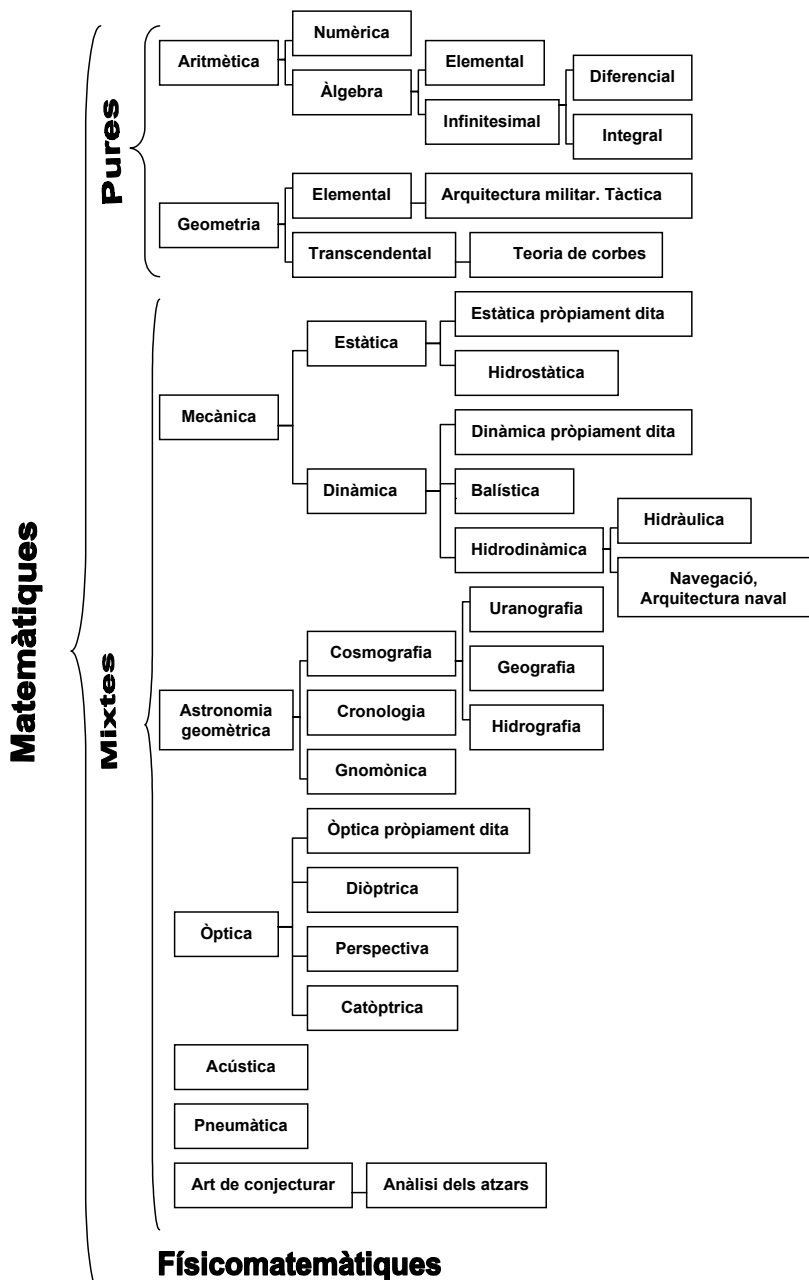 Matemàtiques
Pures
Aritmètica
Numèrica
Àlgebra
Elemental
Infinitesimal
Diferencial
Integral
Geometria
Elemental
Arquitectura militar. Tàctica
Transcendental
Teoria de corbes
Mixtes
Mecànica
Estàtica
Estàtica pròpiament dita
Hidrostàtica
Dinàmica
Dinàmica pròpiament dita
Balística
Hidrodinàmica
Hidràulica
Navegació,
Arquitectura naval
Astronomia
geomètrica
Cosmografia
Uranografia
Geografia
Hidrografia
Cronologia
Gnomònica
Òptica
Òptica pròpiament dita
Diòptrica
Perspectiva
Catòptrica
Acústica
Pneumàtica
Art de conjecturar
Anàlisi dels atzars
Físicomatemàtiques